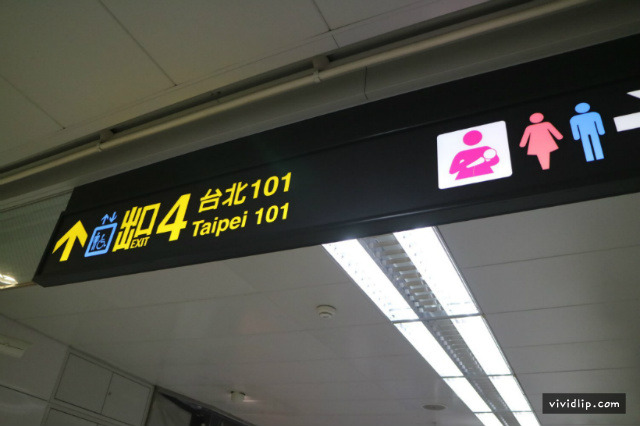 出口 4
EXIT
台北101
Taipei 101
vividlip.com